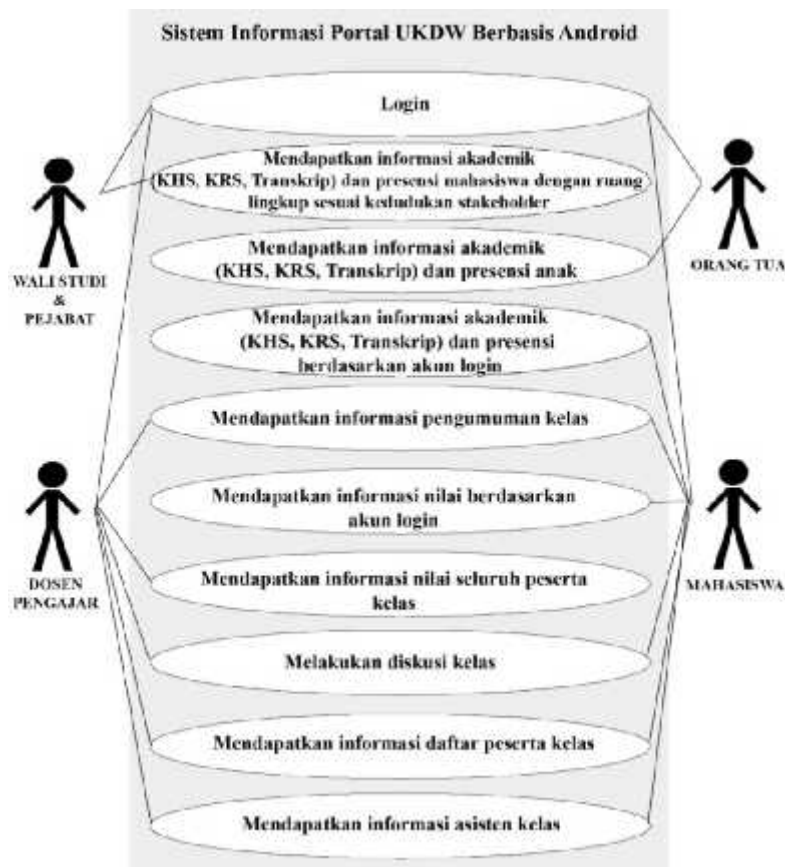 Sistem Informasi Portal UKDW Berbasis Android
Login
Mendapatkan informasi akademik
(KHS, KRS, Transkrip) dan presensi mahasiswa dengan ruang
lingkup sesuai kedudukan stakeholder
WALI STUDI
&
PEJABAT
ORANG TUA
Mendapatkan informasi akademik
(KHS, KRS, Transkrip) dan presensi anak
Mendapatkan informasi akademik
(KHS, KRS, Transkrip) dan presensi
berdasarkan akun login
Mendapatkan informasi pengumuman kelas
Mendapatkan informasi nilai berdasarkan
akun login
DOSEN
PENGAJAR
MAHASISWA
Mendapatkan informasi nilai seluruh peserta
kelas
Melakukan diskusi kelas
Mendapatkan informasi daftar peserta kelas
Mendapatkan informasi asisten kelas